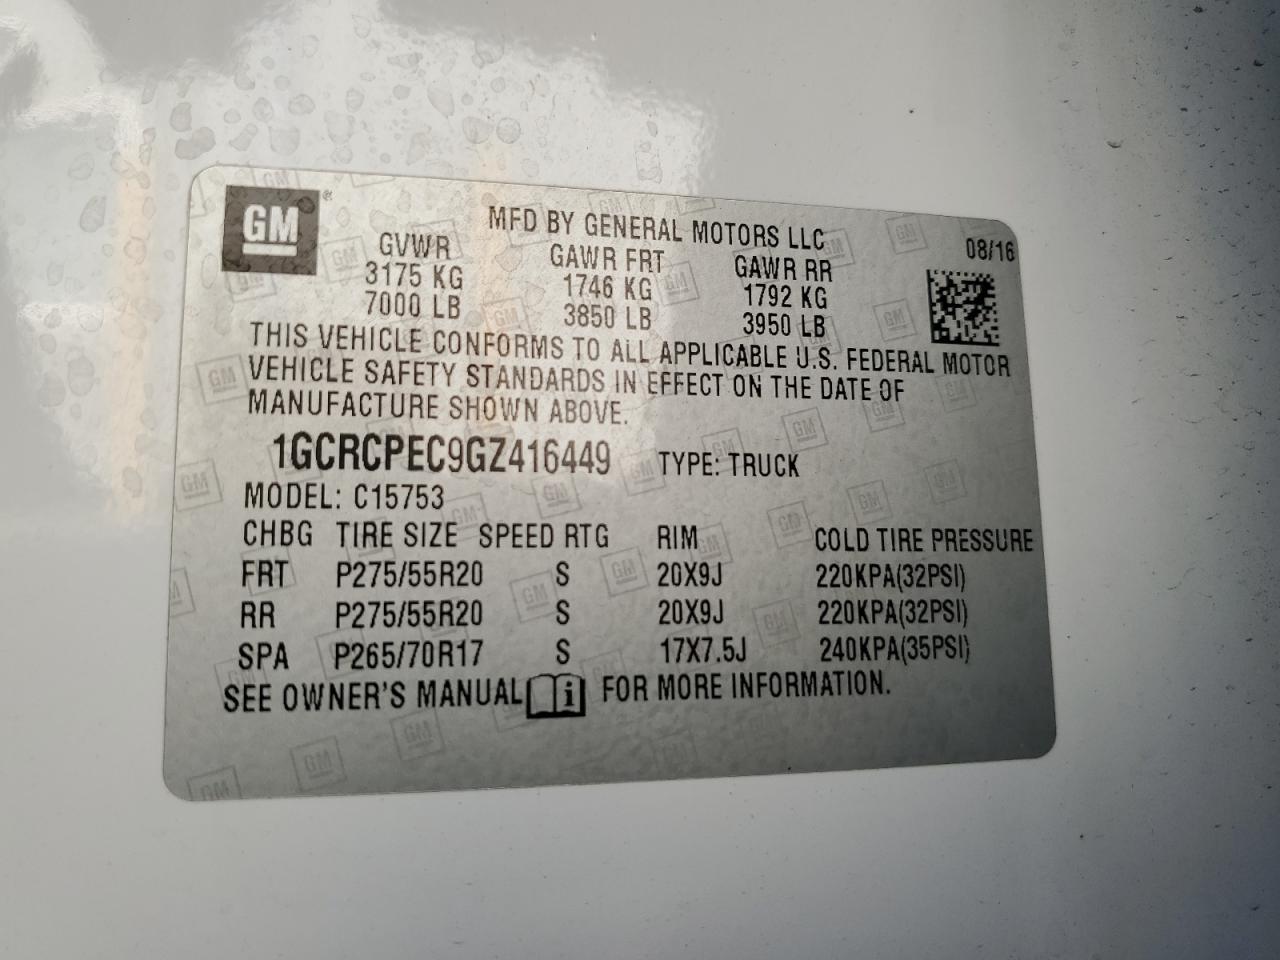 GM®
MFD BY GENERAL MOTORS LLC
08/16
GVWR GAWR FRT GAWR RR
3175 KG 1746 KG 1792 KG
7000 LB 3850 LB 3950 LB
THIS VEHICLE CONFORMS TO ALL APPLICABLE U.S. FEDERAL MOTOR
VEHICLE SAFETY STANDARDS IN EFFECT ON THE DATE OF
MANUFACTURE SHOWN ABOVE.
1GCRCPEC9GZ416449 TYPE: TRUCK
MODEL: C15753
CHBG TIRE SIZE SPEED RTG RIM COLD TIRE PRESSURE
FRT P275/55R20 S 20X9J 220KPA(32PSI)
RR P275/55R20 S 20X9J 220KPA(32PSI)
SPA P265/70R17 S 17X7.5J 240KPA(35PSI)
SEE OWNER'S MANUAL i FOR MORE INFORMATION.